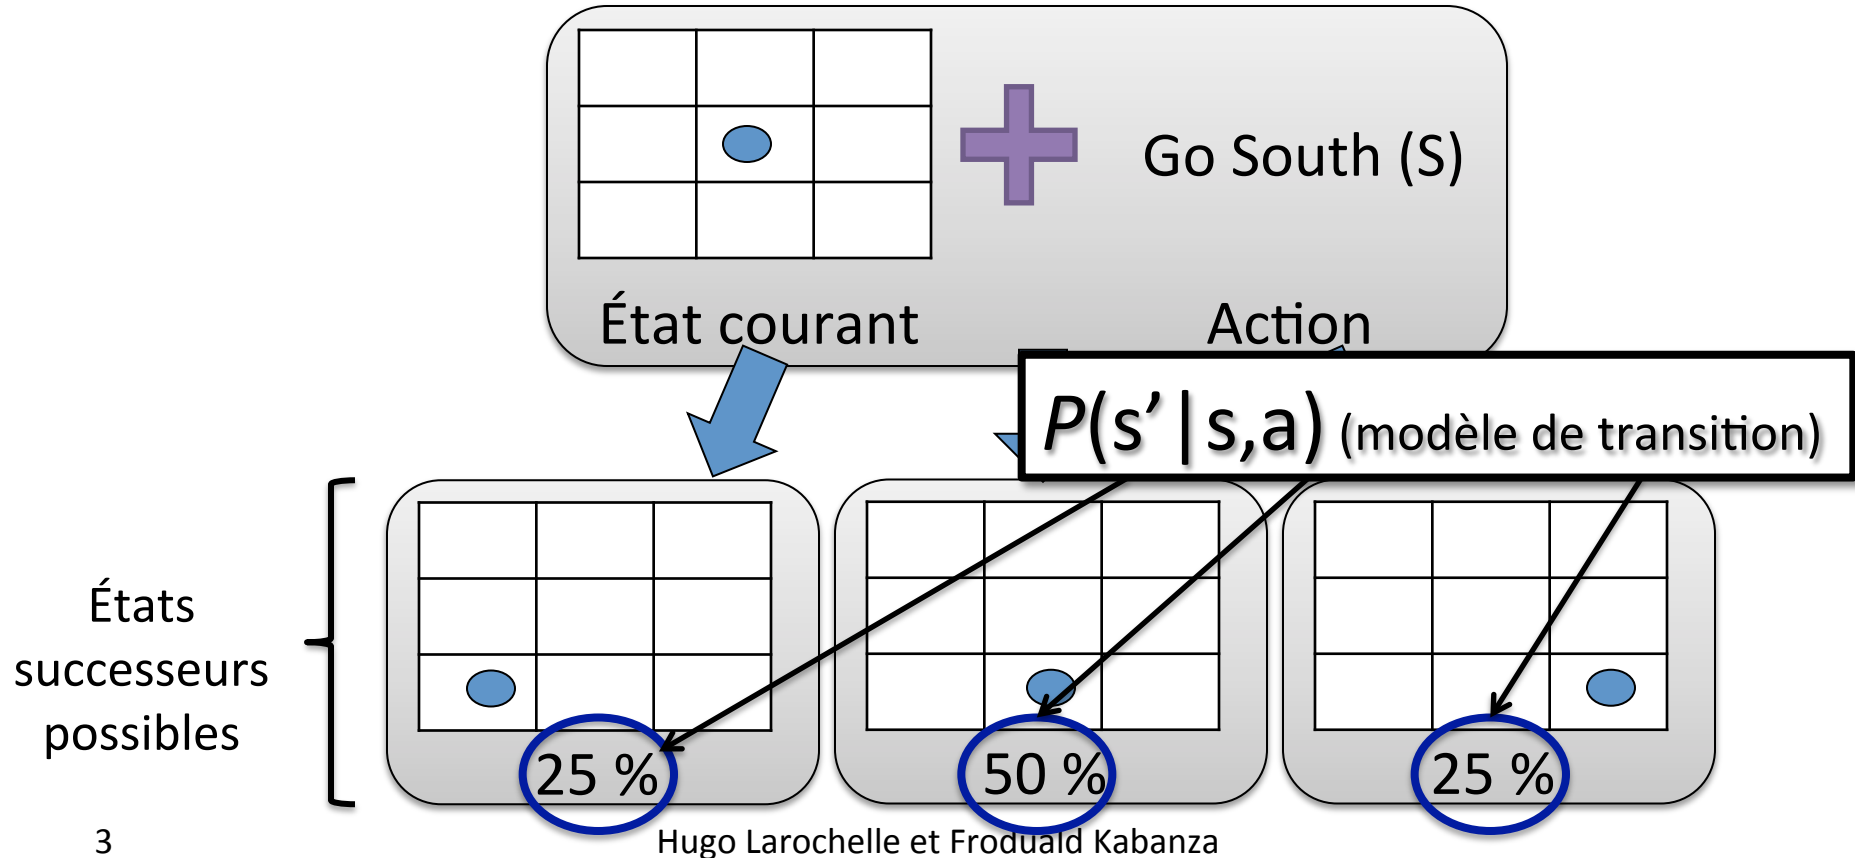 Go South (S)
État courant
Action
P(s’|s,a) (modèle de transition)
États
successeurs
possibles
25 %
50 %
25 %
3
Hugo Larochelle et Froduald Kabanza